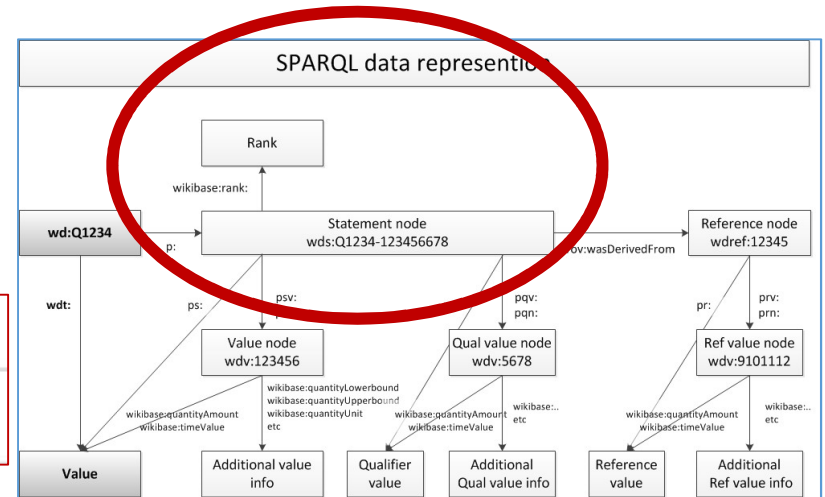 SPARQL data represention
Rank
wikibase:rank:
wd:Q1234
p:
Statement node
wds:Q1234-123456678
ov:wasDerivedFrom
Reference node
wdref:12345
wdt:
ps:
psv:
pqv:
pqn:
pr:
prv:
prn:
Value node
wdv:123456
Qual value node
wdv:5678
Ref value node
wdv:9101112
wikibase:quantityLowerbound
wikibase:quantityUpperbound
wikibase:quantityUnit
etc
wikibase:quantityAmount
wikibase:timeValue
wikibase:quantityAmount
wikibase:timeValue
wikibase:..
etc
wikibase:quantityAmount
wikibase:timeValue
wikibase:..
etc
Value
Additional value
info
Qualifier
value
Additional
Qual value info
Reference
value
Additional
Ref value info